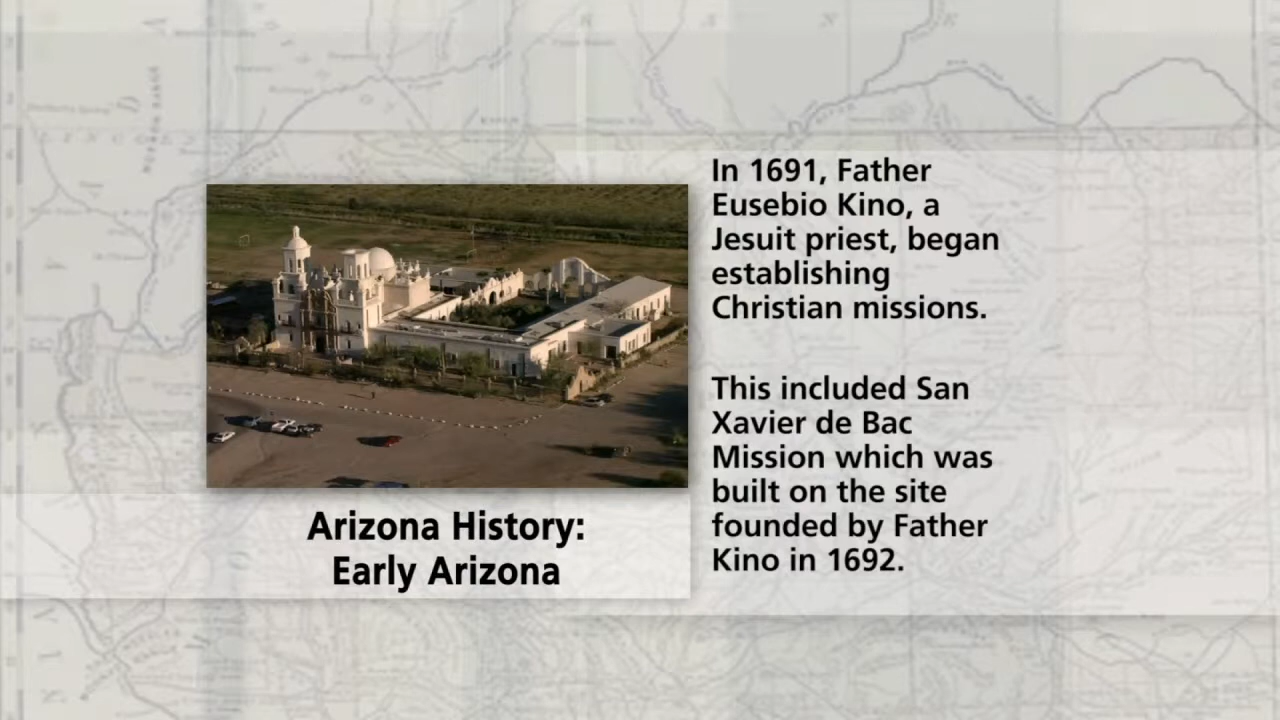 In 1691, Father
Eusebio Kino, a
Jesuit priest, began
establishing
Christian missions.
This included San
Xavier de Bac
Mission which was
built on the site
founded by Father
Kino in 1692.
Arizona History:
Early Arizona